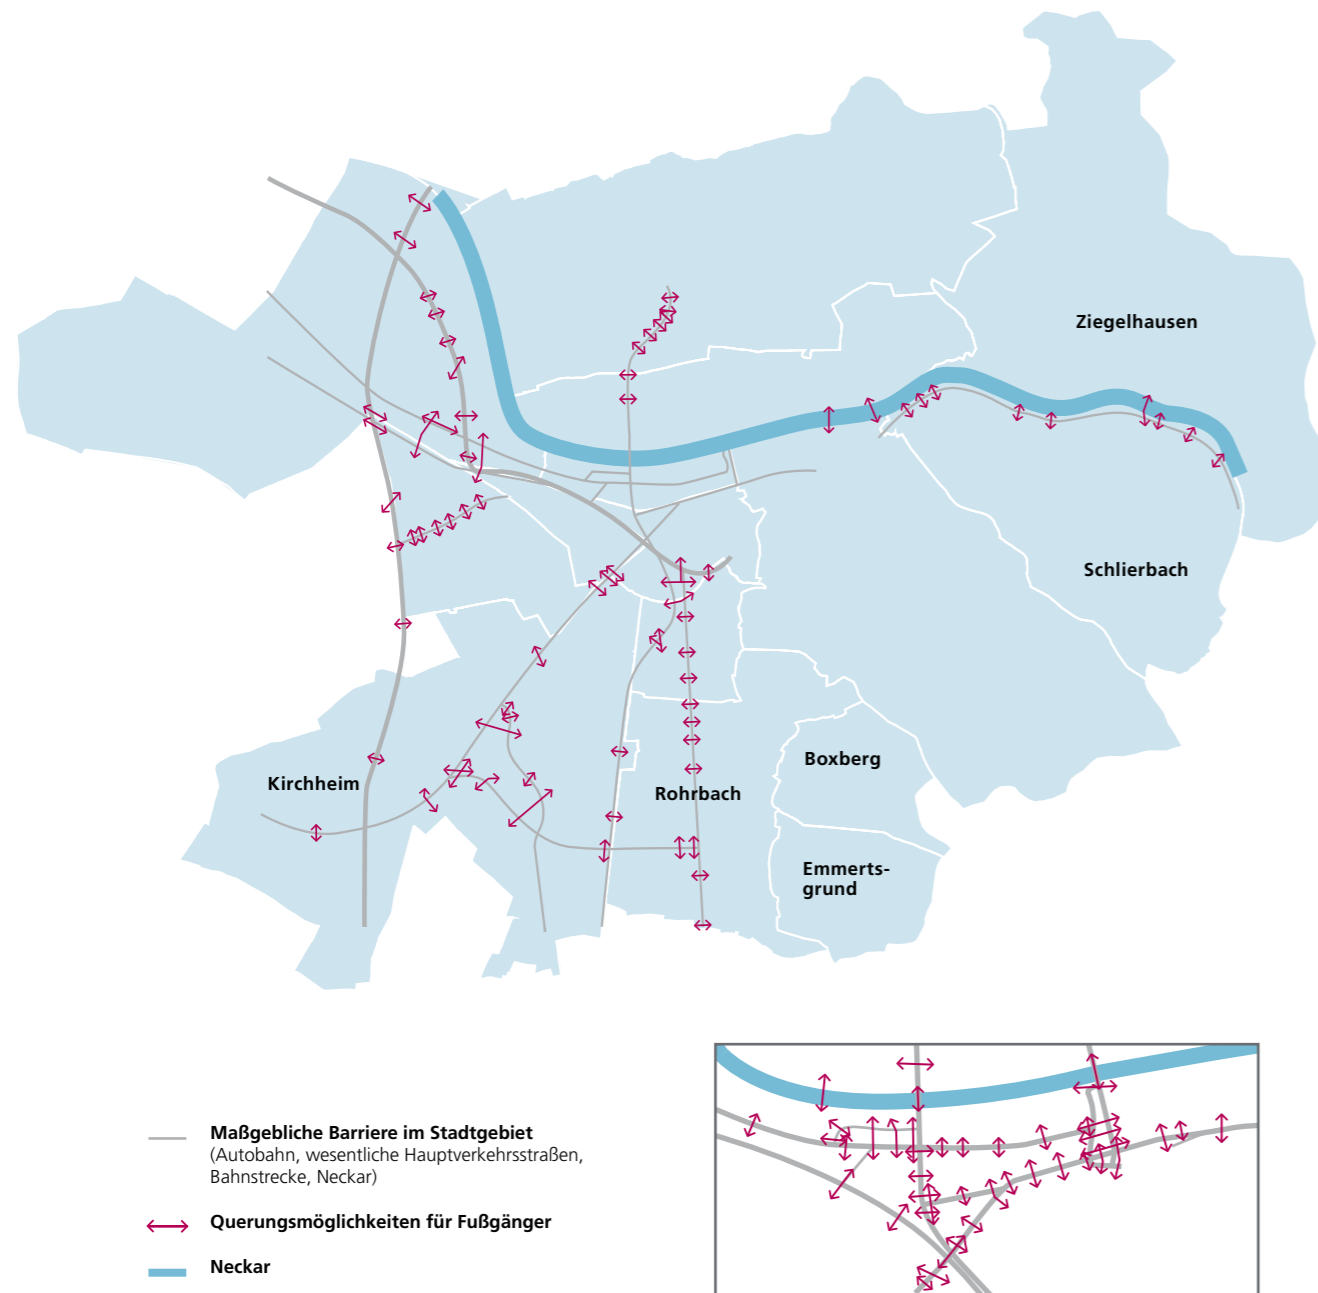 Ziegelhausen
Schlierbach
Boxberg
Kirchheim
Rohrbach
Emmerts-
grund
Maßgebliche Barriere im Stadtgebiet
(Autobahn, wesentliche Hauptverkehrsstraßen,
Bahnstrecke, Neckar)
Querungsmöglichkeiten für Fußgänger
Neckar